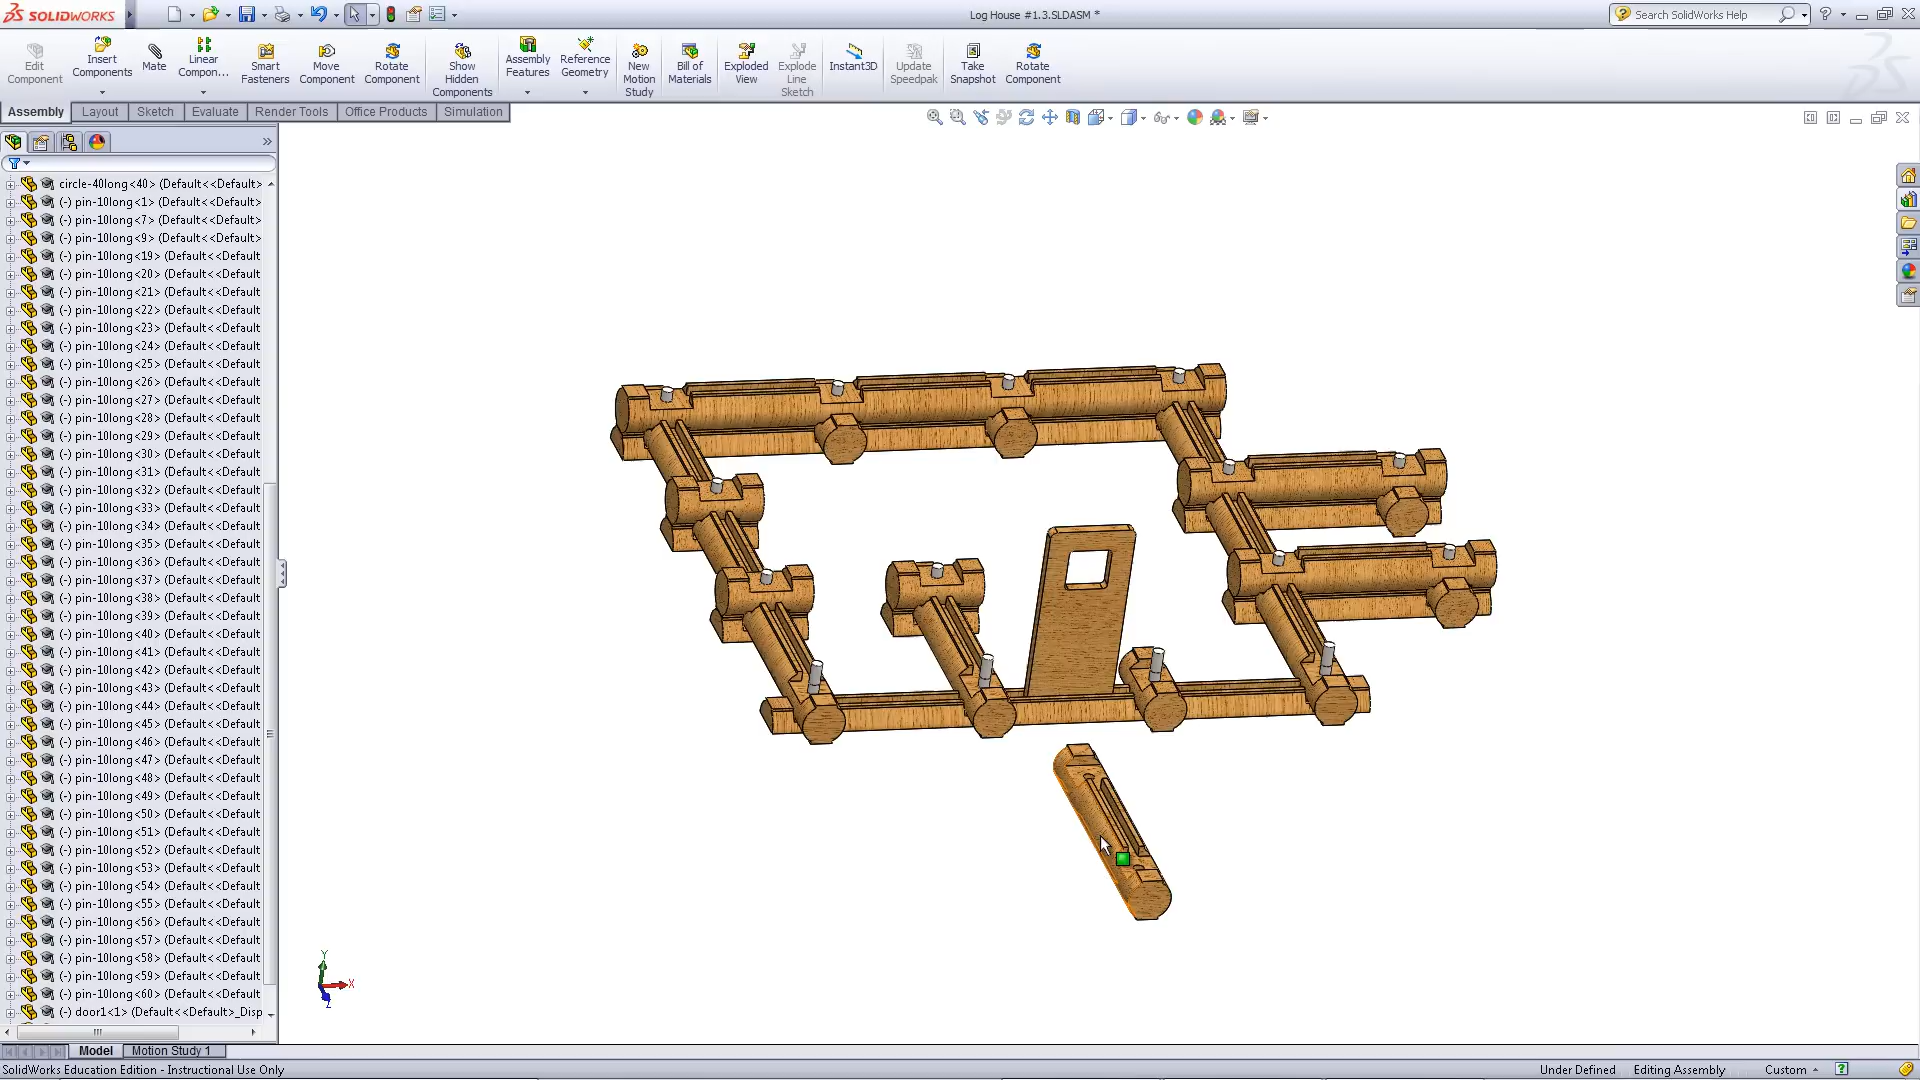 SOLIDWORKS
Log House #1.3.SLDASM *
Search SolidWorks Help
Edit Component
Insert Components
Mate
Linear Compon...
Smart Fasteners
Move Component
Rotate Component
Show Hidden Components
Assembly Features
Reference Geometry
New Motion Study
Bill of Materials
Exploded View
Explode Line Sketch
Instant3D
Update Speedpak
Take Snapshot
Rotate Component
Assembly
Layout
Sketch
Evaluate
Render Tools
Office Products
Simulation
circle-40long<40> (Default<<Default>
(-) pin-10long<1> (Default<<Default>
(-) pin-10long<7> (Default<<Default>
(-) pin-10long<9> (Default<<Default>
(-) pin-10long<19> (Default<<Default
(-) pin-10long<20> (Default<<Default
(-) pin-10long<21> (Default<<Default
(-) pin-10long<22> (Default<<Default
(-) pin-10long<23> (Default<<Default
(-) pin-10long<24> (Default<<Default
(-) pin-10long<25> (Default<<Default
(-) pin-10long<26> (Default<<Default
(-) pin-10long<27> (Default<<Default
(-) pin-10long<28> (Default<<Default
(-) pin-10long<29> (Default<<Default
(-) pin-10long<30> (Default<<Default
(-) pin-10long<31> (Default<<Default
(-) pin-10long<32> (Default<<Default
(-) pin-10long<33> (Default<<Default
(-) pin-10long<34> (Default<<Default
(-) pin-10long<35> (Default<<Default
(-) pin-10long<36> (Default<<Default
(-) pin-10long<37> (Default<<Default
(-) pin-10long<38> (Default<<Default
(-) pin-10long<39> (Default<<Default
(-) pin-10long<40> (Default<<Default
(-) pin-10long<41> (Default<<Default
(-) pin-10long<42> (Default<<Default
(-) pin-10long<43> (Default<<Default
(-) pin-10long<44> (Default<<Default
(-) pin-10long<45> (Default<<Default
(-) pin-10long<46> (Default<<Default
(-) pin-10long<47> (Default<<Default
(-) pin-10long<48> (Default<<Default
(-) pin-10long<49> (Default<<Default
(-) pin-10long<50> (Default<<Default
(-) pin-10long<51> (Default<<Default
(-) pin-10long<52> (Default<<Default
(-) pin-10long<53> (Default<<Default
(-) pin-10long<54> (Default<<Default
(-) pin-10long<55> (Default<<Default
(-) pin-10long<56> (Default<<Default
(-) pin-10long<57> (Default<<Default
(-) pin-10long<58> (Default<<Default
(-) pin-10long<59> (Default<<Default
(-) pin-10long<60> (Default<<Default
(-) door1<1> (Default<<Default>_Disp
Y
X
Z
Model
Motion Study 1
SolidWorks Education Edition - Instructional Use Only
Under Defined
Editing Assembly
Custom